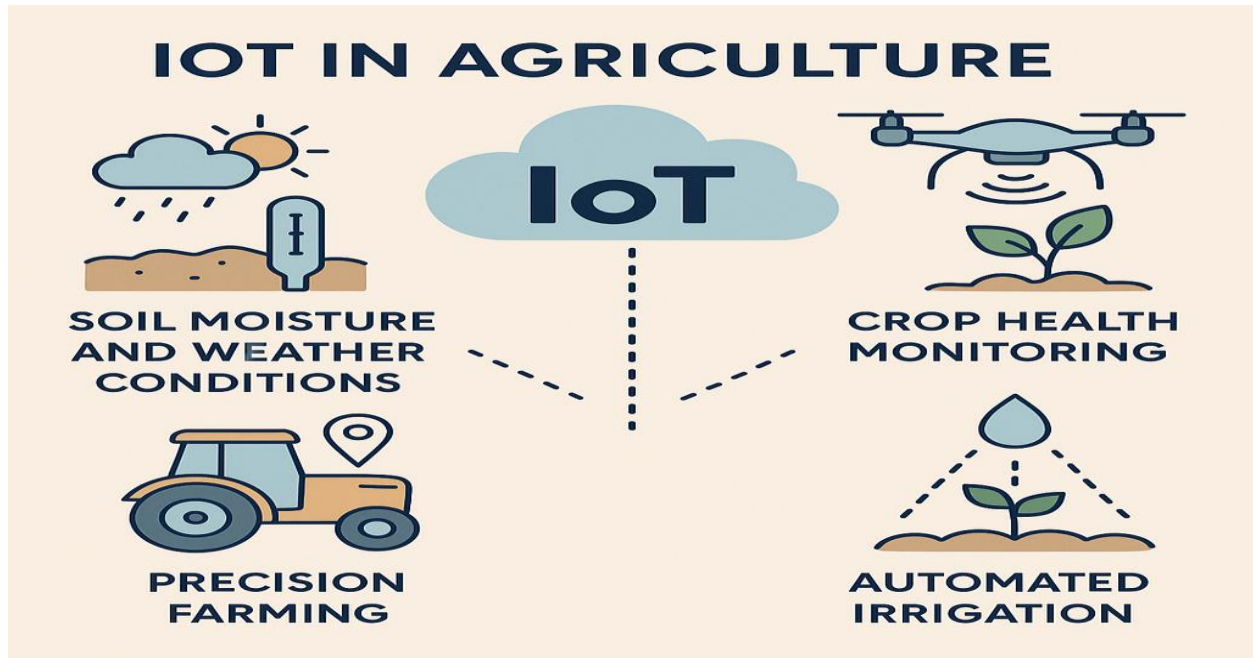 IOT IN AGRICULTURE
IoT
SOIL MOISTURE
AND WEATHER
CONDITIONS
CROP HEALTH
MONITORING
PRECISION
FARMING
AUTOMATED
IRRIGATION